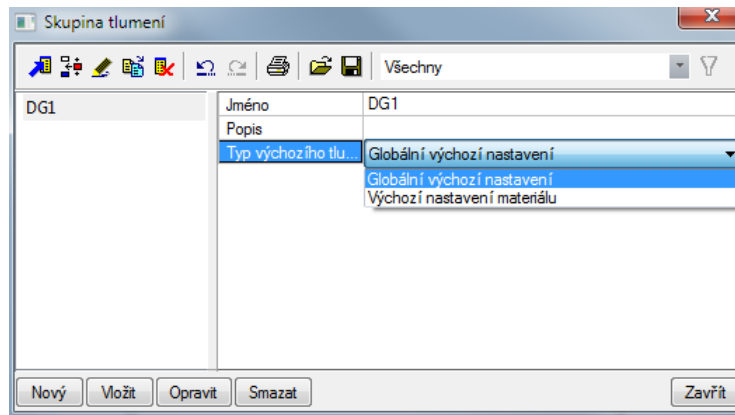 Skupina tlumení
Všechny
DG1
Jméno DG1
Popis
Typ výchozího tlu... Globální výchozí nastavení
Globální výchozí nastavení
Výchozí nastavení materiálu
Nový Vložit Opravit Smazat Zavřít